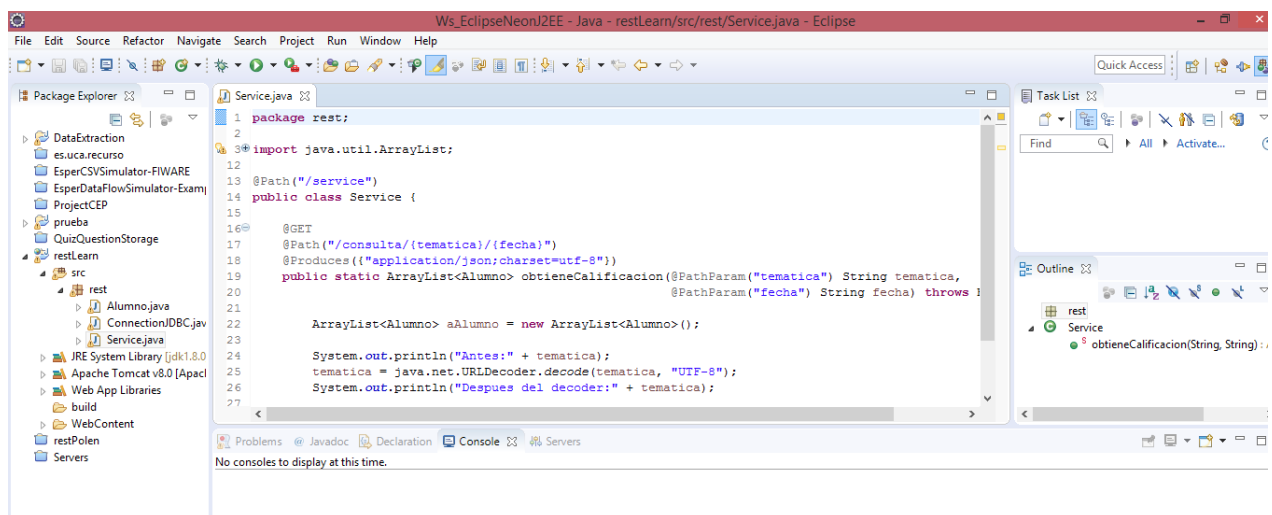 Ws_EclipseNeonJ2EE - Java - restLearn/src/rest/Service.java - Eclipse
File Edit Source Refactor Navigate Search Project Run Window Help
Quick Access
Package Explorer
DataExtraction
es.uca.recurso
EsperCSVSimulator-FIWARE
EsperDataFlowSimulator-Examp
ProjectCEP
prueba
QuizQuestionStorage
restLearn
src
rest
Alumno.java
ConnectionJDBC.jav
Service.java
JRE System Library [jdk1.8.0
Apache Tomcat v8.0 [Apacl
Web App Libraries
build
WebContent
restPolen
Servers
Service.java
1 package rest;
2
3 import java.util.ArrayList;
12
13 @Path("/service")
14 public class Service {
15
16 @GET
17 @Path("/consulta/{tematica}/{fecha}")
18 @Produces({"application/json;charset=utf-8"})
19 public static ArrayList<Alumno> obtieneCalificacion(@PathParam("tematica") String tematica,
20 @PathParam("fecha") String fecha) throws
21
22 ArrayList<Alumno> aAlumno = new ArrayList<Alumno>();
23
24 System.out.println("Antes:" + tematica);
25 tematica = java.net.URLDecoder.decode(tematica, "UTF-8");
26 System.out.println("Despues del decoder:" + tematica);
27
Task List
Find All Activate...
Outline
rest
Service
S obtieneCalificacion(String, String) :
Problems @ Javadoc Declaration Console Servers
No consoles to display at this time.